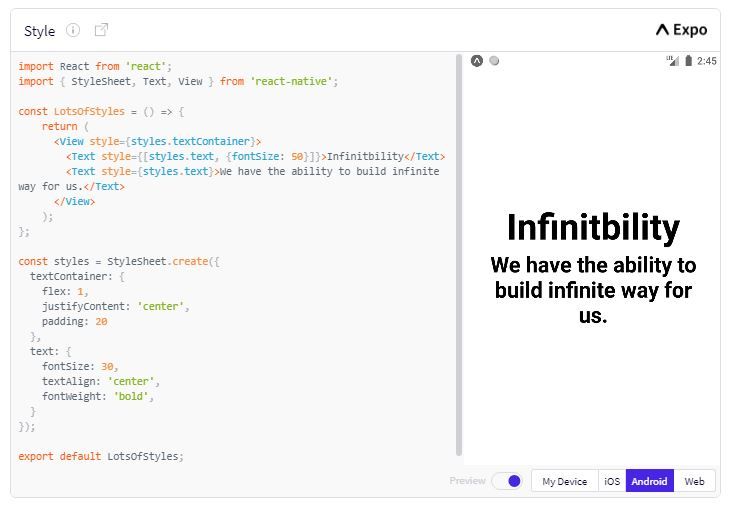 Style
Expo
import React from 'react';
import { StyleSheet, Text, View } from 'react-native';
const LotsOfStyles = () => {
return (
<View style={styles.textContainer}>
<Text style={[styles.text, {fontSize: 50}]}>Infinitbility</Text>
<Text style={styles.text}>We have the ability to build infinite
way for us.</Text>
</View>
);
};
const styles = StyleSheet.create({
textContainer: {
flex: 1,
justifyContent: 'center',
padding: 20
},
text: {
fontSize: 30,
textAlign: 'center',
fontWeight: 'bold',
}
});
export default LotsOfStyles;
LTE 2:45
Infinitbility
We have the ability to
build infinite way for
us.
Preview My Device iOS Android Web